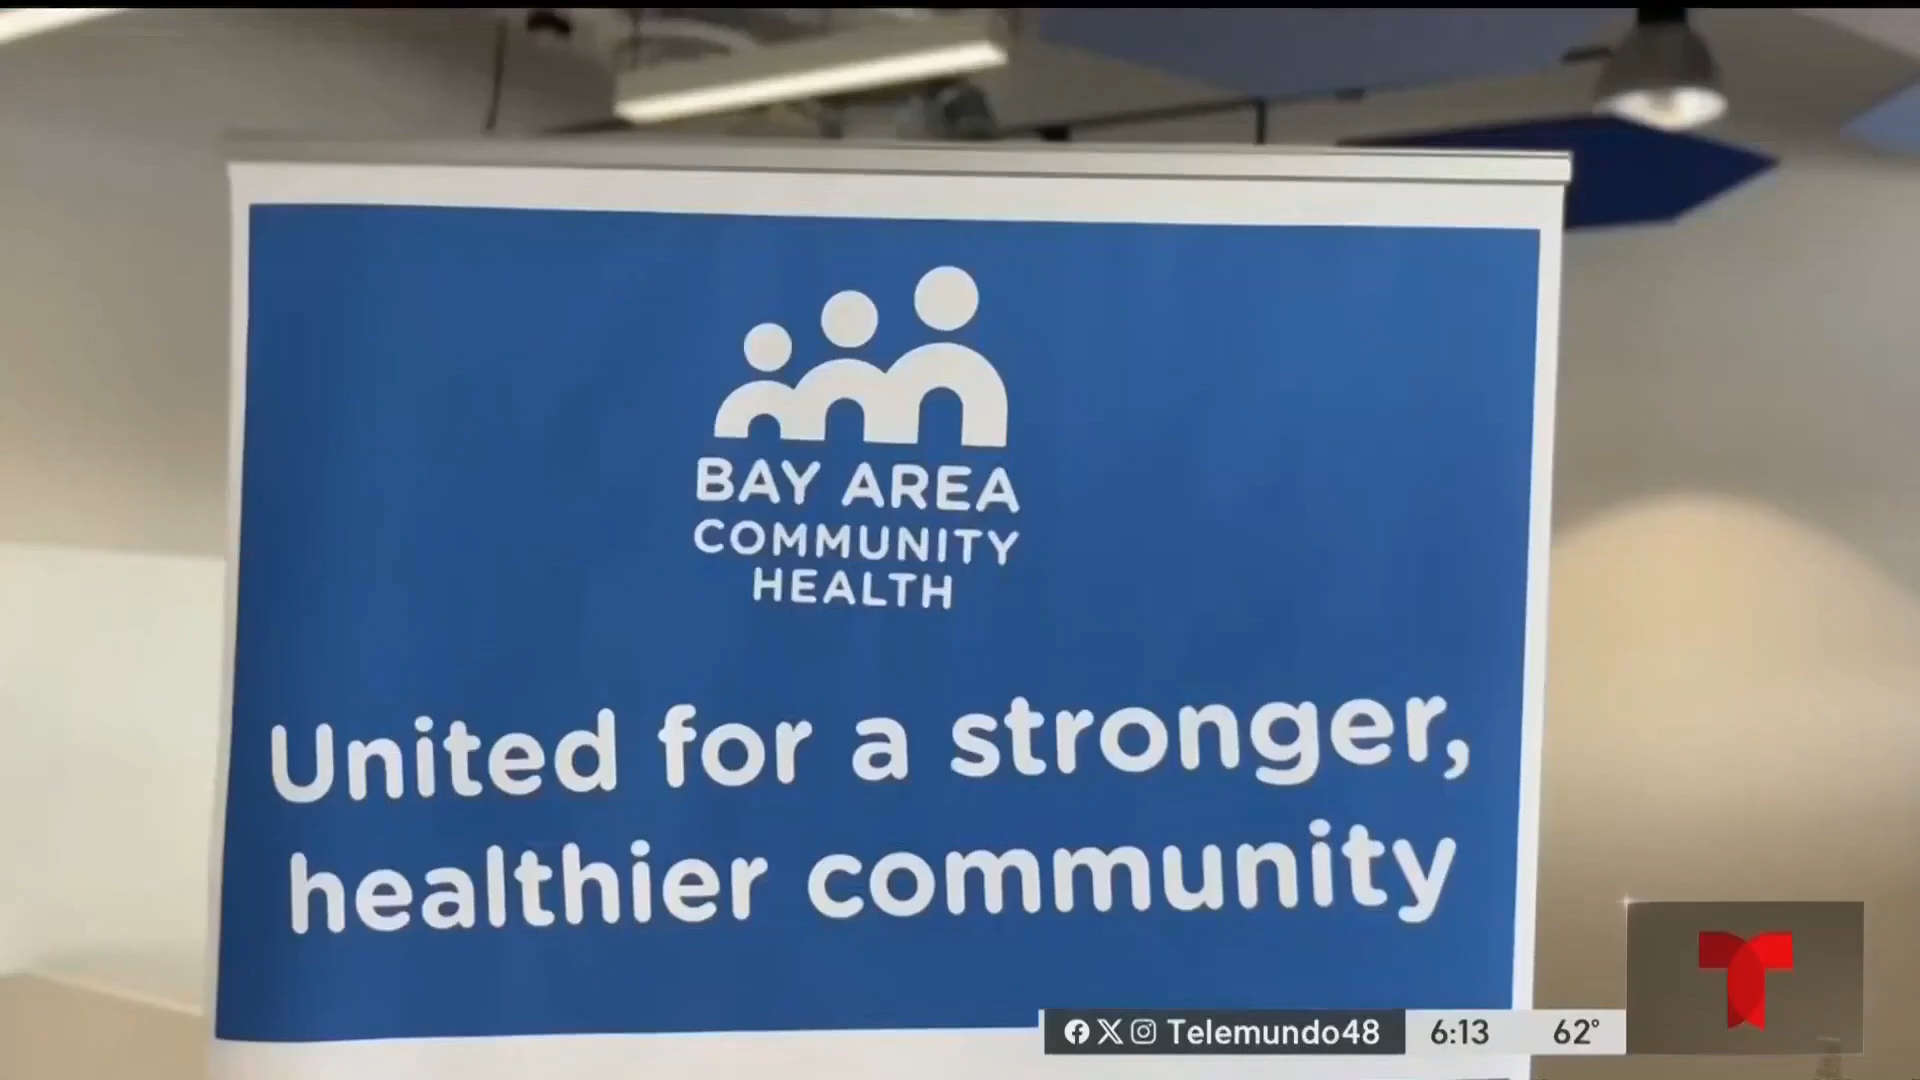 BAY AREA
COMMUNITY
HEALTH
United for a stronger,
healthier community
Telemundo48 6:13 62°